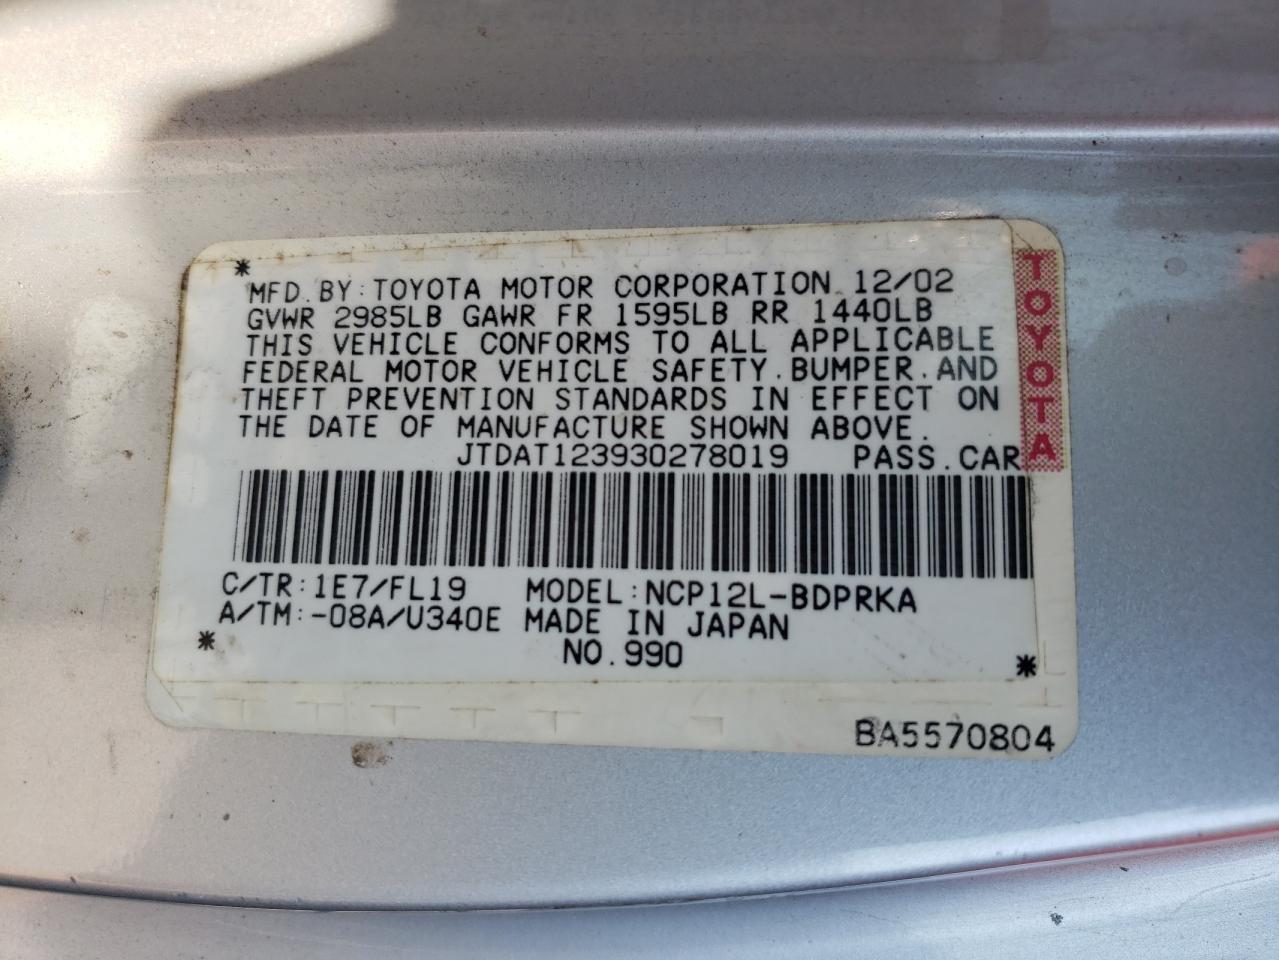 MFD. BY: TOYOTA MOTOR CORPORATION 12/02
GVWR 2985LB GAWR FR 1595LB RR 1440LB
THIS VEHICLE CONFORMS TO ALL APPLICABLE
FEDERAL MOTOR VEHICLE SAFETY. BUMPER. AND
THEFT PREVENTION STANDARDS IN EFFECT ON
THE DATE OF MANUFACTURE SHOWN ABOVE.
JTDAT123930278019 PASS. CAR
C/TR: 1E7/FL19 MODEL: NCP12L-BDPRKA
A/TM: -08A/U340E MADE IN JAPAN
NO. 990
BA5570804
TOYOTA